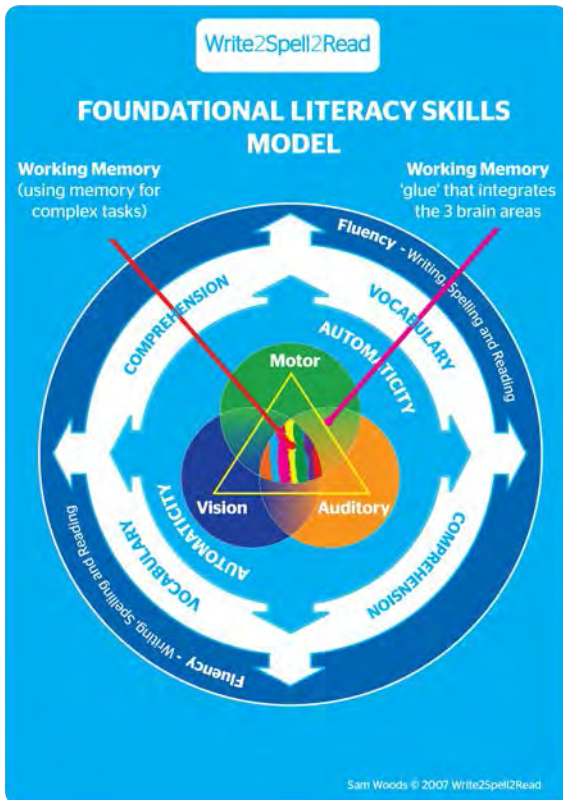 Write2Spell2Read
FOUNDATIONAL LITERACY SKILLS
MODEL
Working Memory
(using memory for
complex tasks)
Working Memory
'glue' that integrates
the 3 brain areas
Fluency - Writing, Spelling and Reading
COMPREHENSION
VOCABULARY
AUTOMATICITY
Motor
Vision
Auditory
AUTOMATICITY
VOCABULARY
COMPREHENSION
Fluency - Writing, Spelling and Reading
Sam Woods © 2007 Write2Spell2Read